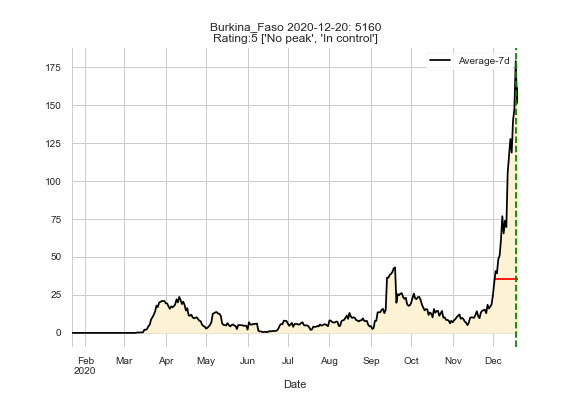 Burkina_Faso 2020-12-20: 5160
Rating:5 ['No peak', 'In control']
Average-7d
175
150
125
100
75
50
25
0
Feb Mar Apr May Jun Jul Aug Sep Oct Nov Dec
2020
Date